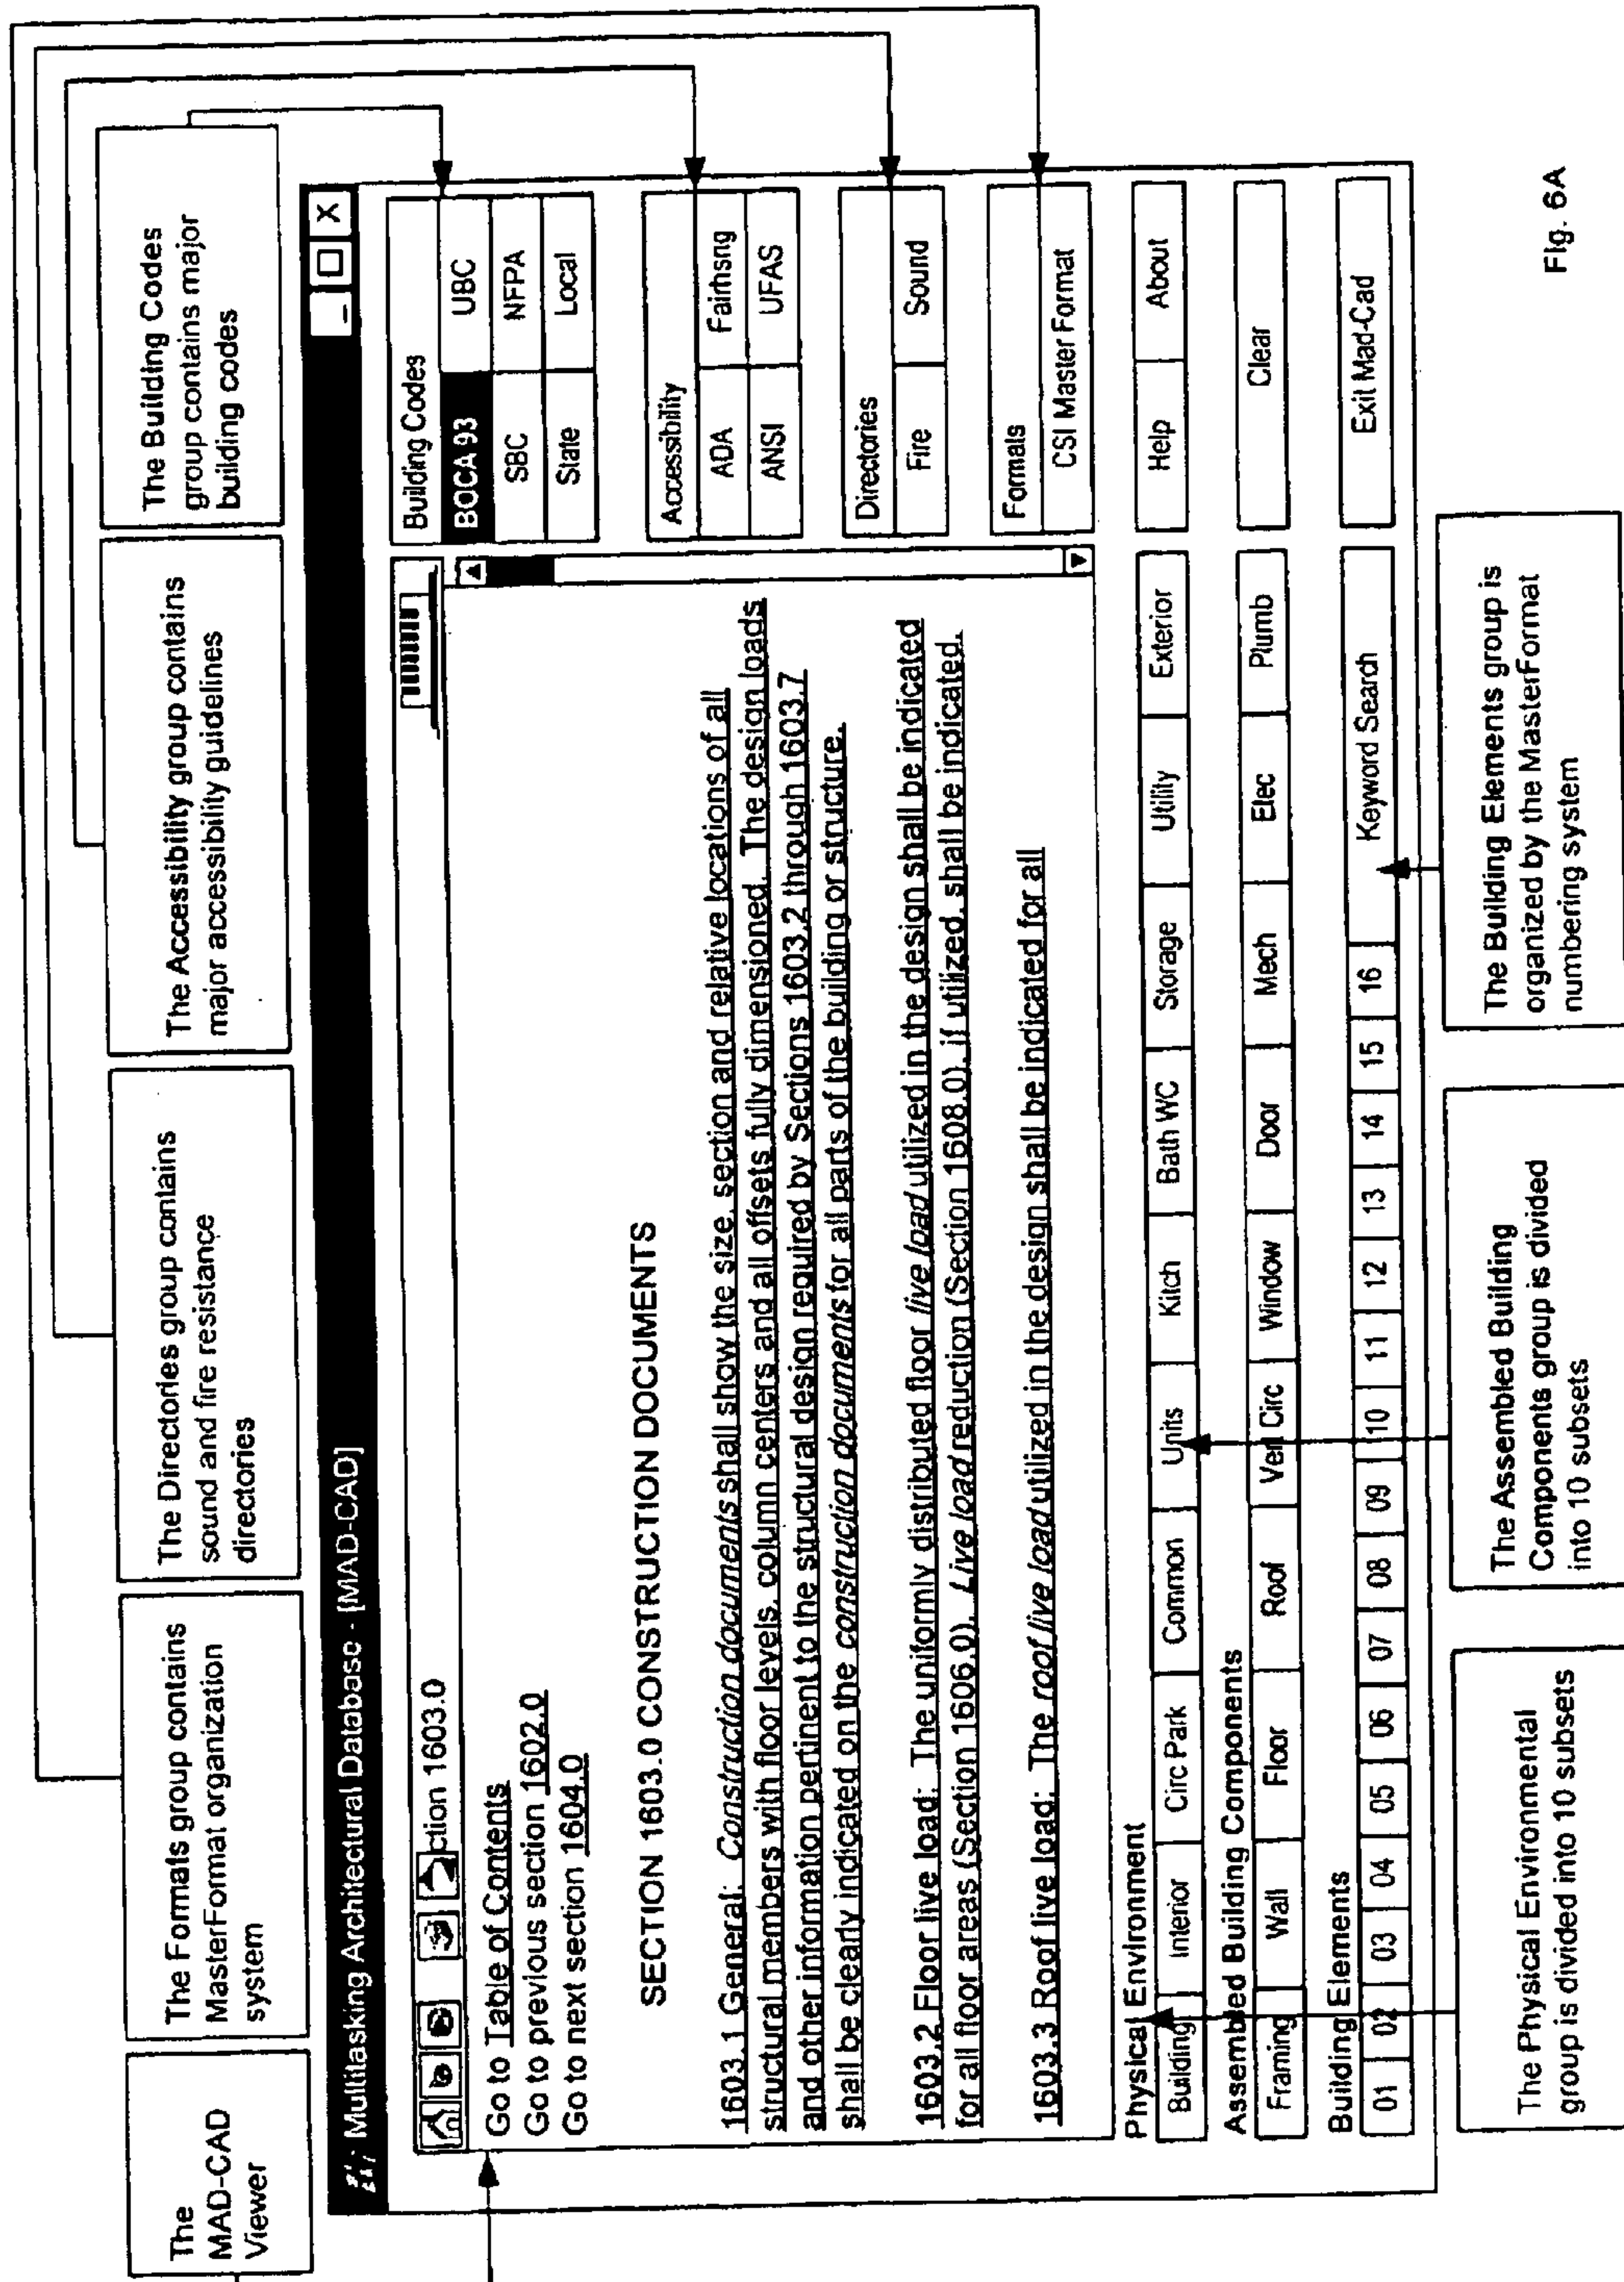 The
MAD-CAD
Viewer
The Formats group contains
MasterFormat organization
system
The Directories group contains
sound and fire resistance
directories
The Accessibility group contains
major accessibility guidelines
The Building Codes
group contains major
building codes
Multitasking Architectural Database - [MAD-CAD]
_ X
ction 1603.0
Go to Table of Contents
Go to previous section 1602.0
Go to next section 1604.0
SECTION 1603.0 CONSTRUCTION DOCUMENTS
1603.1 General: Construction documents shall show the size, section and relative locations of all
structural members with floor levels, column centers and all offsets fully dimensioned. The design loads
and other information pertinent to the structural design required by Sections 1603.2 through 1603.7
shall be clearly indicated on the construction documents for all parts of the building or structure.
1603.2 Floor live load: The uniformly distributed floor live load utilized in the design shall be indicated
for all floor areas (Section 1606.0). Live load reduction (Section 1608.0), if utilized, shall be indicated.
1603.3 Roof live load: The roof live load utilized in the design shall be indicated for all
Building Codes
BOCA 93 UBC
SBC NFPA
State Local
Accessibility
ADA Fairhsng
ANSI UFAS
Directories
Fire Sound
Formals
CSI Master Format
Physical Environment
Building Interior Circ Park Common Units Kitch Bath WC Storage Utility Exterior Help About
Assembled Building Components
Framing Wall Floor Roof Vert Circ Window Door Mech Elec Plumb Clear
Building Elements
01 02 03 04 05 06 07 08 09 10 11 12 13 14 15 16 Keyword Search Exit Mad-Cad
The Physical Environmental
group is divided into 10 subsets
The Assembled Building
Components group is divided
into 10 subsets
The Building Elements group is
organized by the MasterFormat
numbering system
Fig. 6A